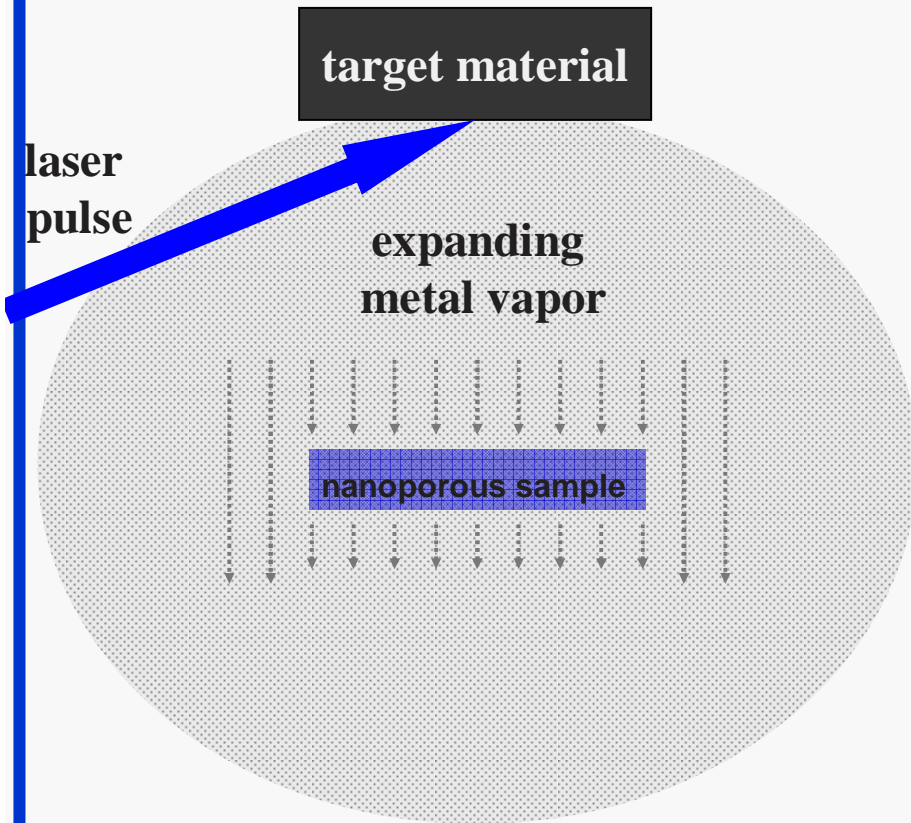 target material
laser
pulse
expanding
metal vapor
nanoporous sample